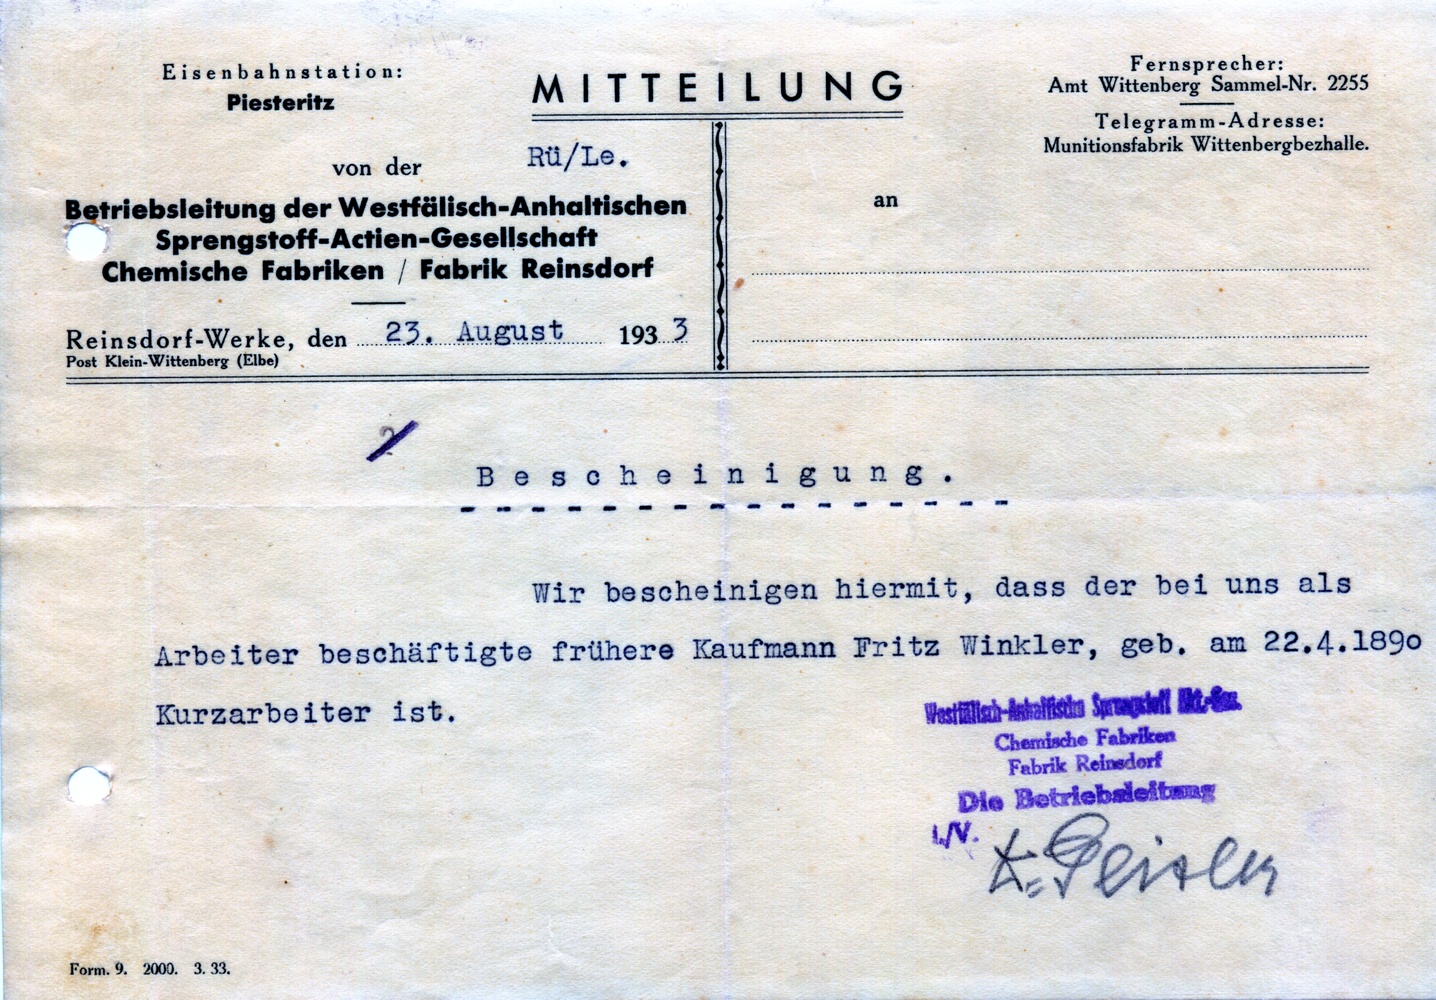 Eisenbahnstation:
Piesteritz
MITTEILUNG
Fernsprecher:
Amt Wittenberg Sammel-Nr. 2255
Telegramm-Adresse:
Munitionsfabrik Wittenbergbezhalle.
von der
Rü/Le.
Betriebsleitung der Westfälisch-Anhaltischen
Sprengstoff-Actien-Gesellschaft
Chemische Fabriken / Fabrik Reinsdorf
an
Reinsdorf-Werke, den 23. August 1933
Post Klein-Wittenberg (Elbe)
Bescheinigung.
Wir bescheinigen hiermit, dass der bei uns als
Arbeiter beschäftigte frühere Kaufmann Fritz Winkler, geb. am 22.4.1890
Kurzarbeiter ist.
Westfälisch-Anhaltische Sprengstoff Akt.-Ges.
Chemische Fabriken
Fabrik Reinsdorf
Die Betriebsleitung
i./V.
Form. 9. 2000. 3. 33.